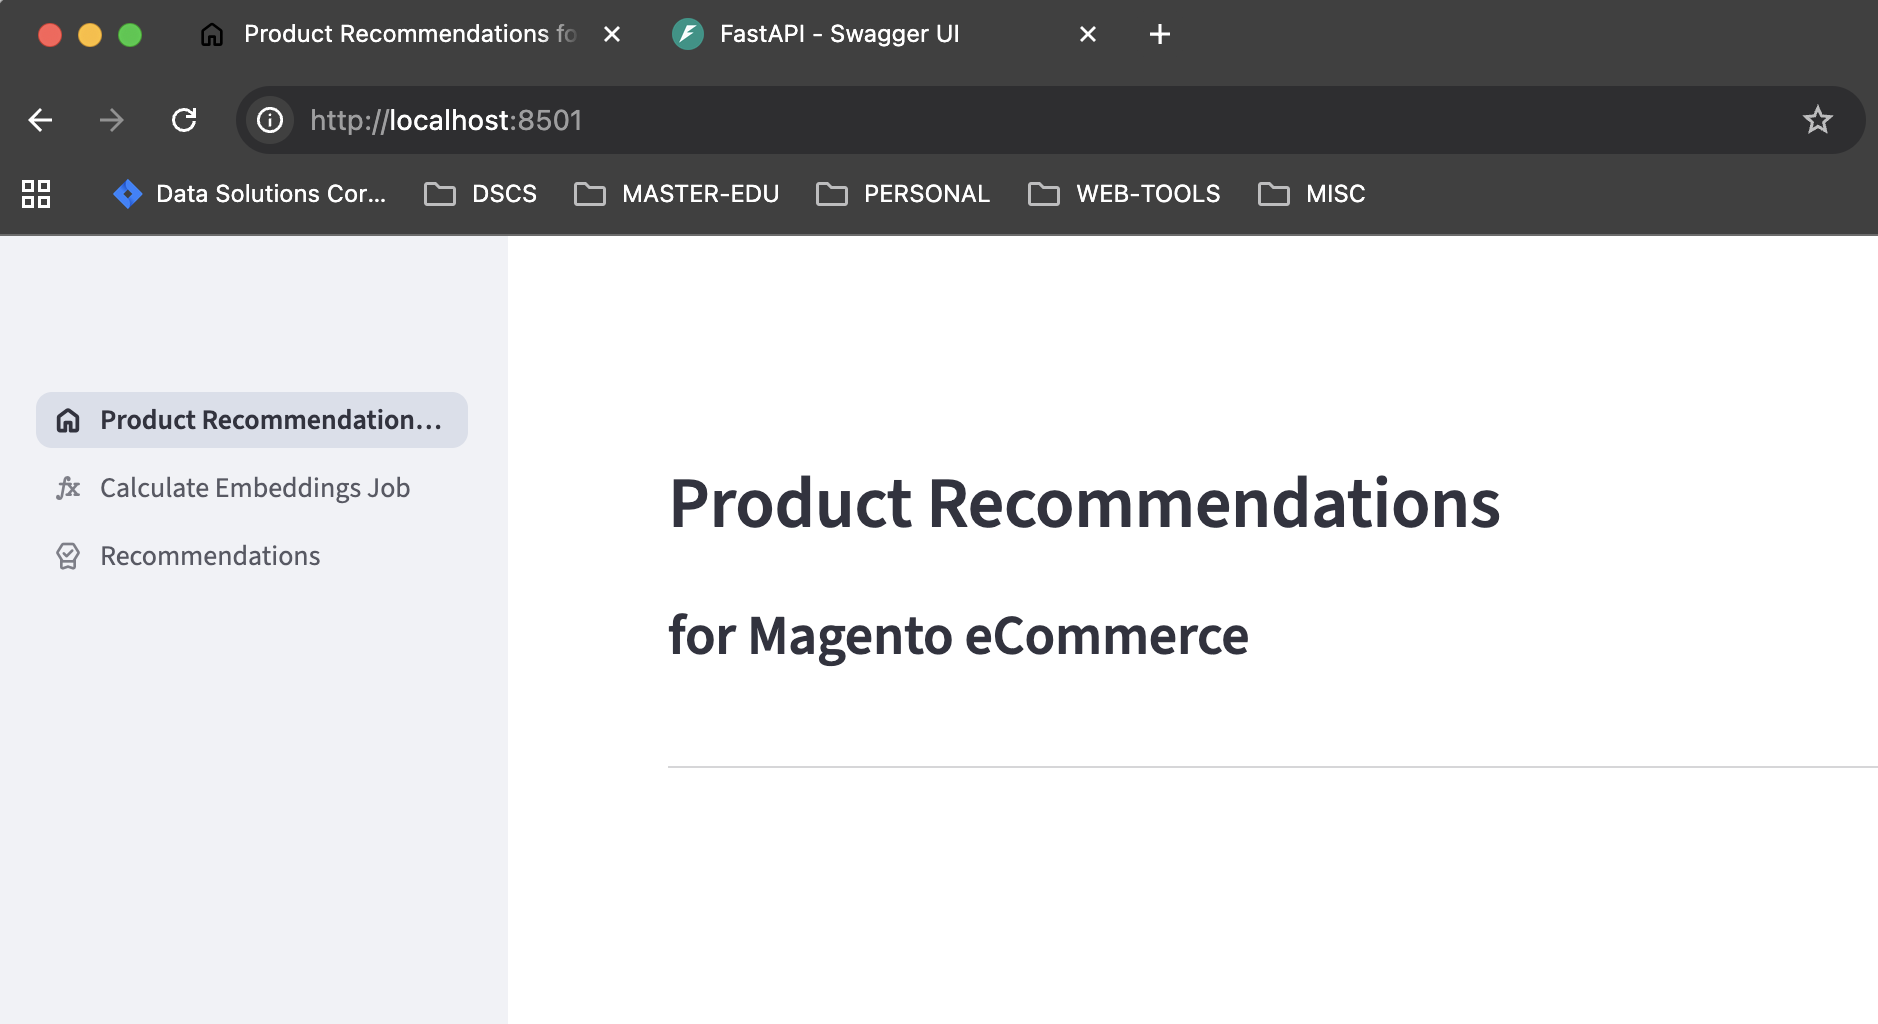 Product Recommendations fo
FastAPI - Swagger UI
http://localhost:8501
Data Solutions Cor...
DSCS
MASTER-EDU
PERSONAL
WEB-TOOLS
MISC
Product Recommendation...
fx Calculate Embeddings Job
Recommendations
Product Recommendations
for Magento eCommerce